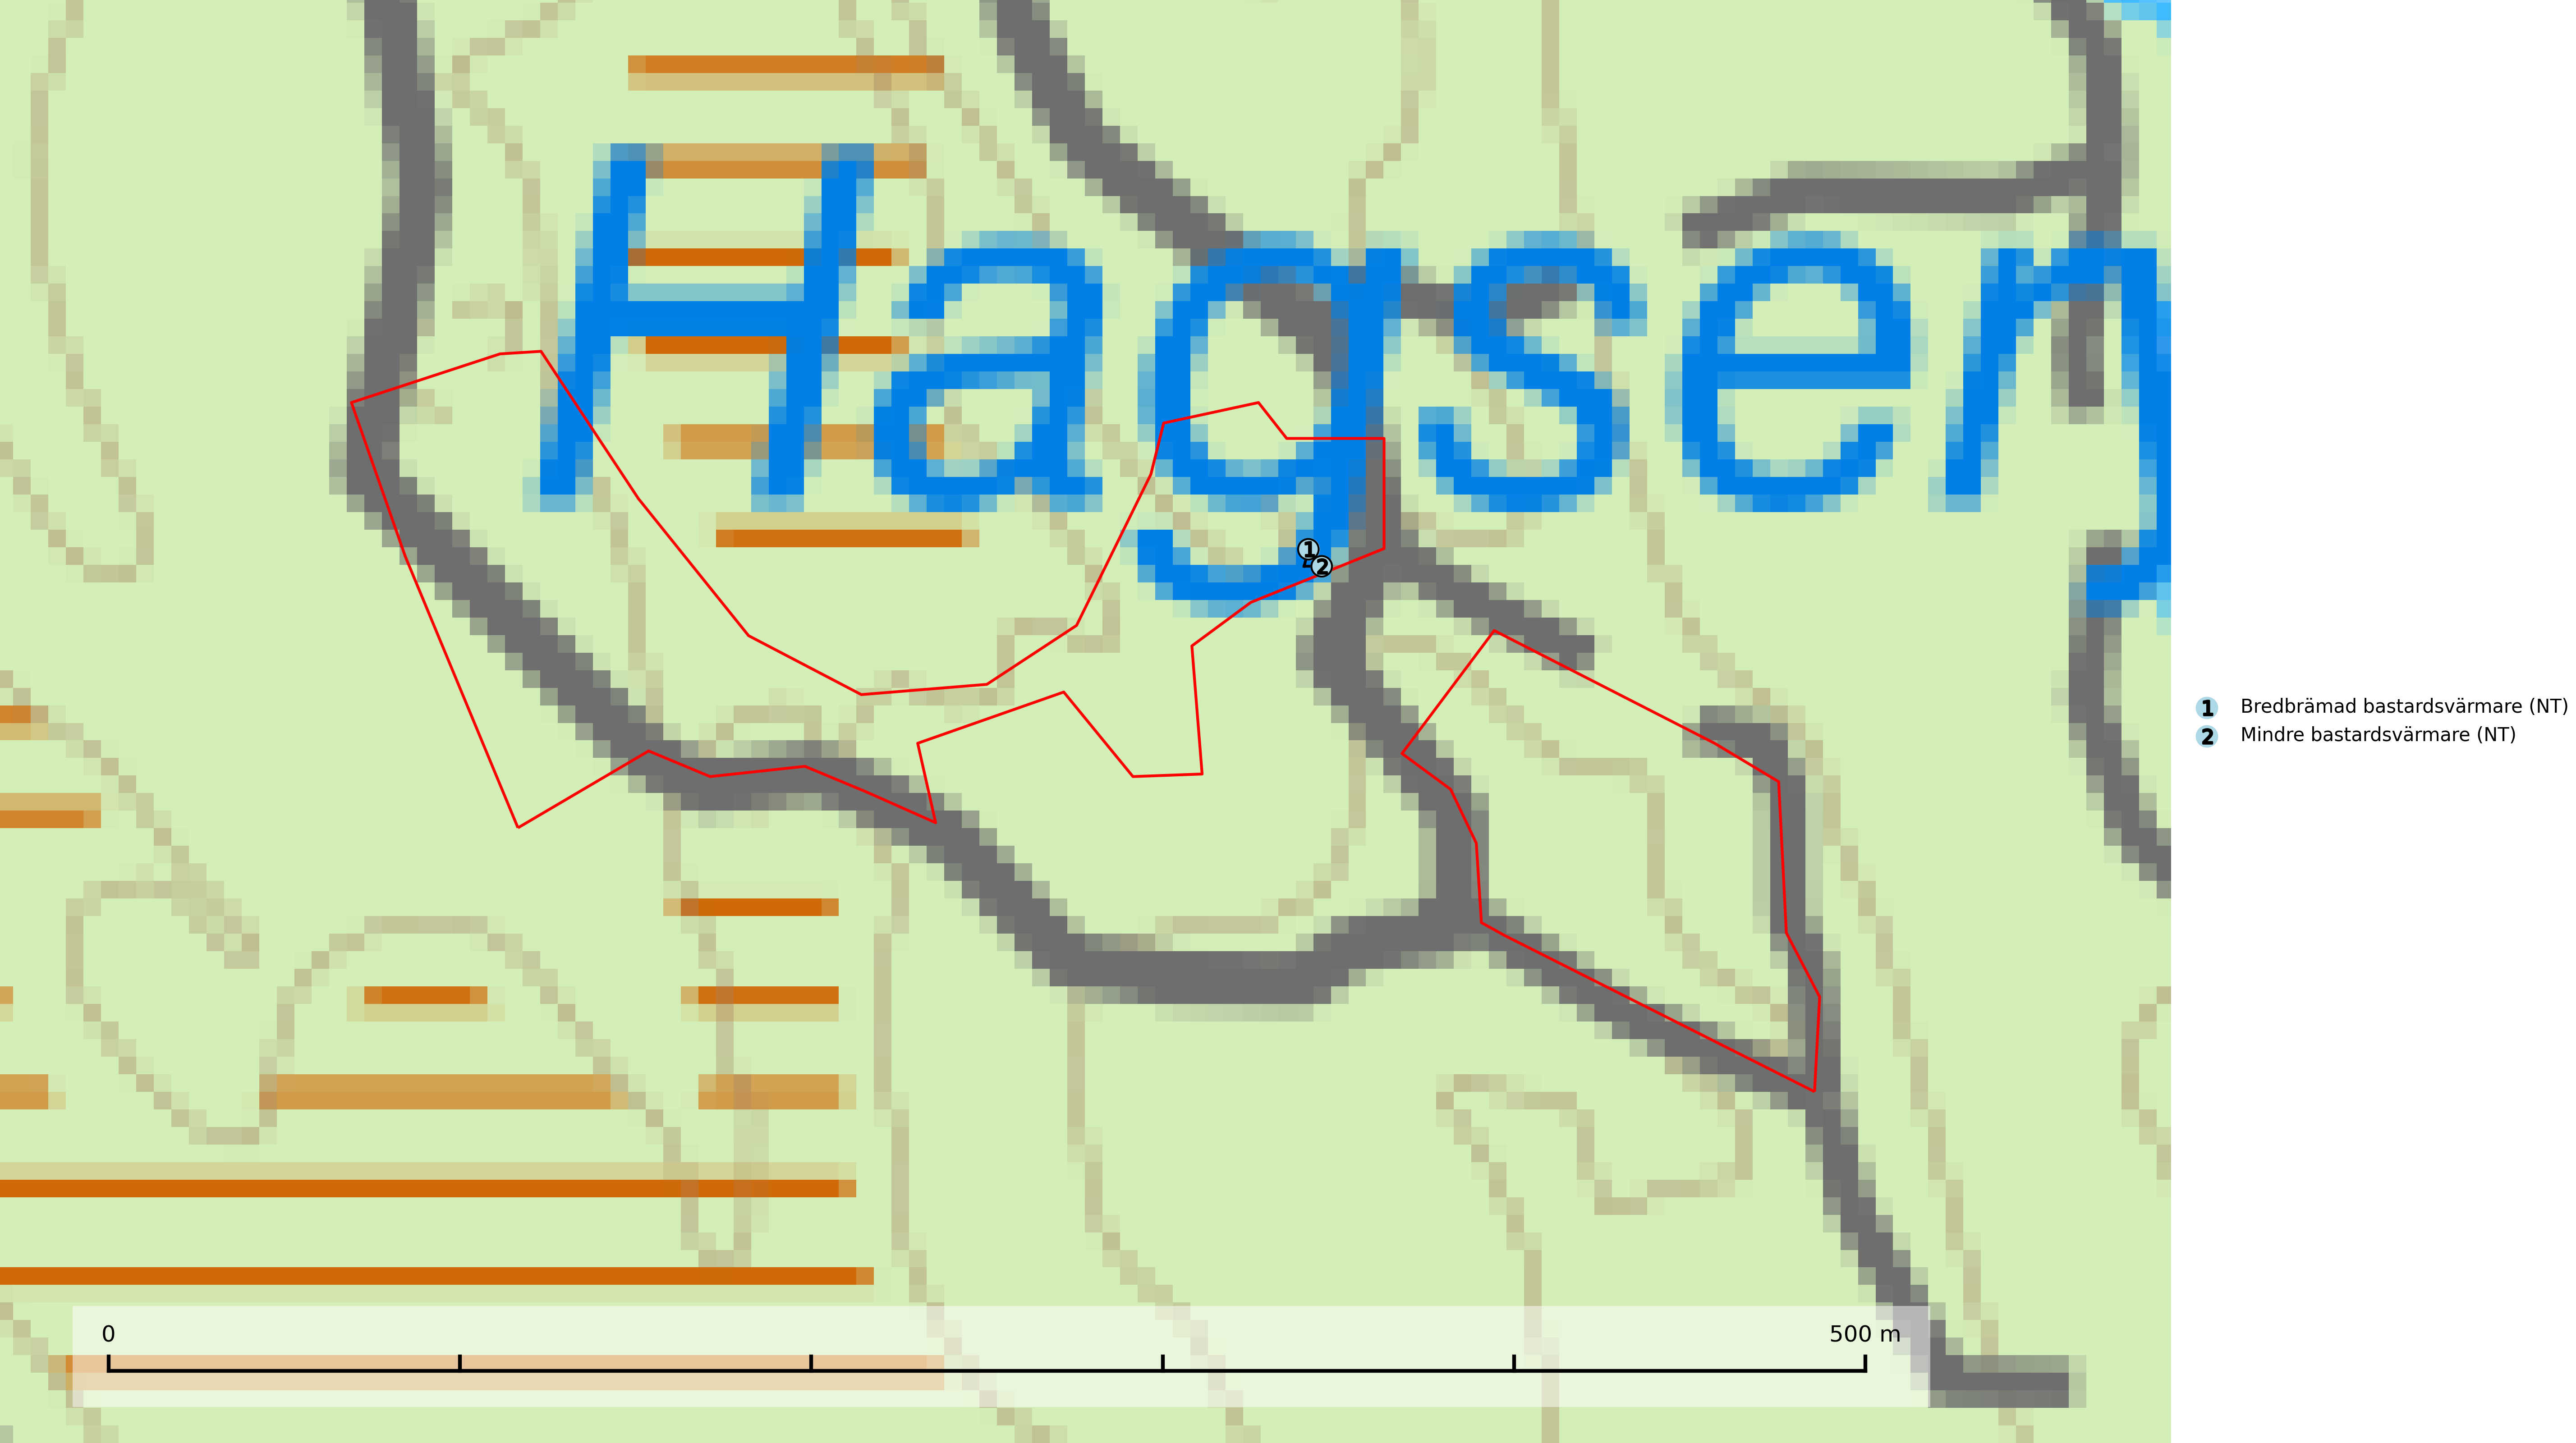 Hagsen
1
2
1 Bredbrämad bastardsvärmare (NT)
2 Mindre bastardsvärmare (NT)
0 500 m